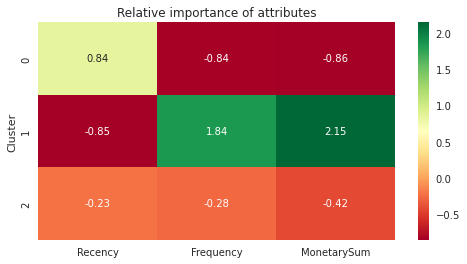 Relative importance of attributes
Cluster
0
0.84 -0.84 -0.86
1
-0.85 1.84 2.15
2
-0.23 -0.28 -0.42
Recency Frequency MonetarySum
2.0
1.5
1.0
0.5
0.0
−0.5